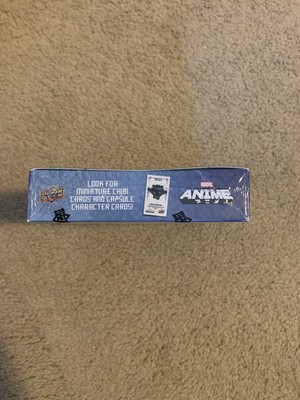 LOOK FOR
MINIATURE CHIBI
CARDS AND CAPSULE
CHARACTER CARDS!
MARVEL
ANIME